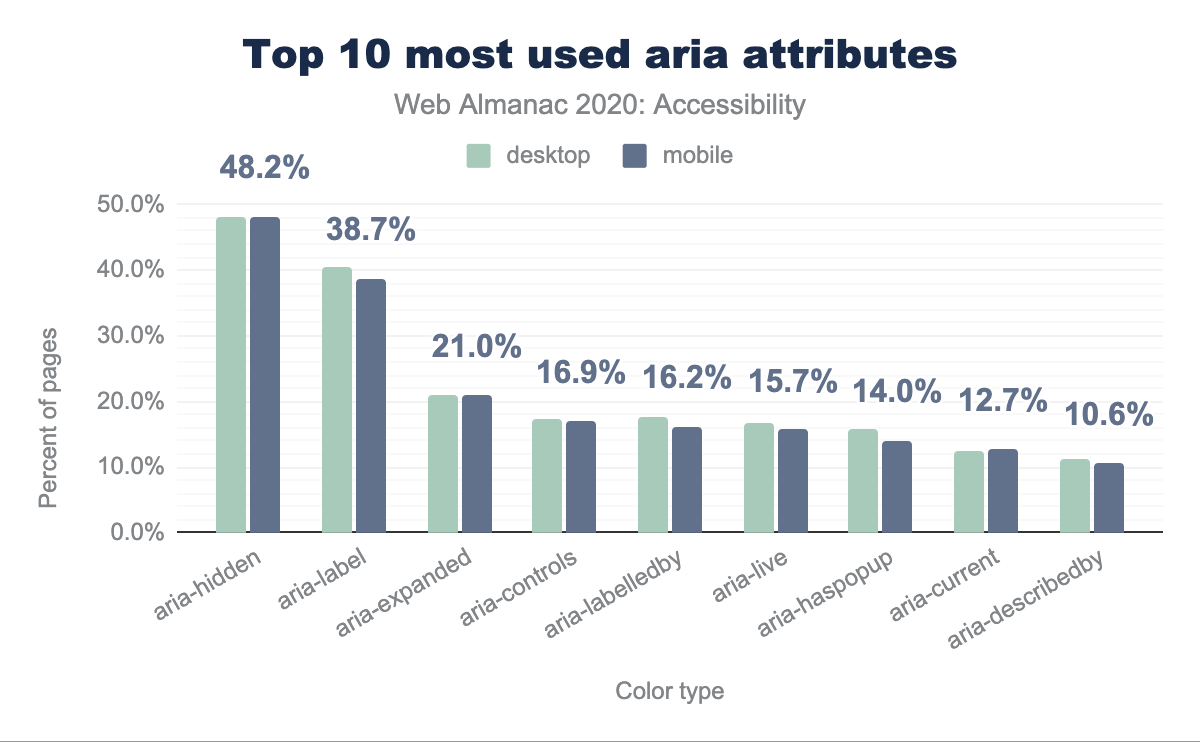 Top 10 most used aria attributes
Web Almanac 2020: Accessibility
desktop
mobile
48.2%
38.7%
21.0%
16.9%
16.2%
15.7%
14.0%
12.7%
10.6%
50.0%
40.0%
30.0%
20.0%
10.0%
0.0%
Percent of pages
aria-hidden
aria-label
aria-expanded
aria-controls
aria-labelledby
aria-live
aria-haspopup
aria-current
aria-describedby
Color type